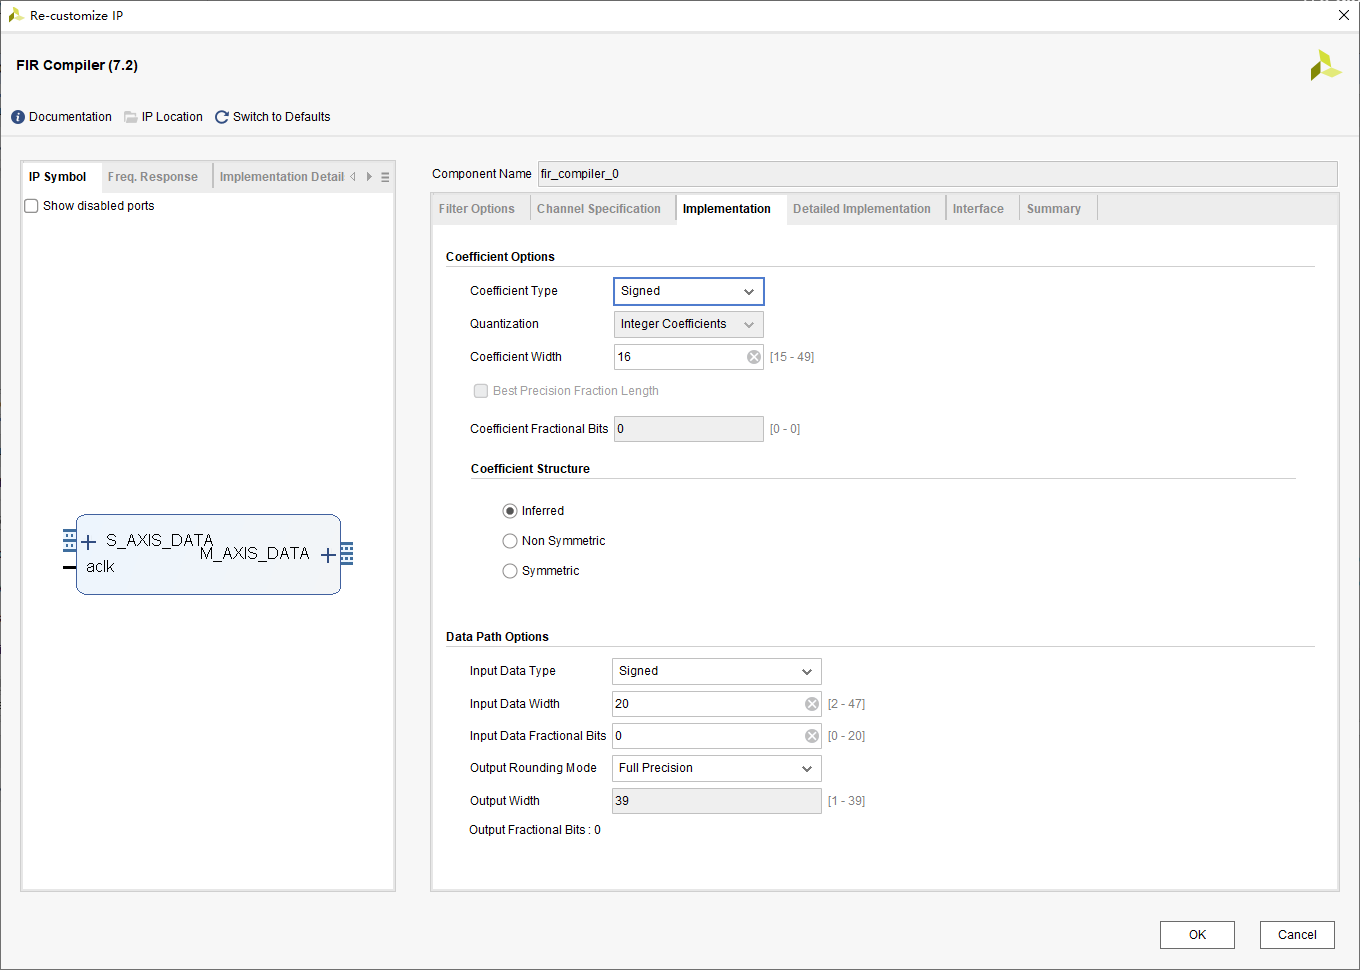 Re-customize IP
FIR Compiler (7.2)
Documentation IP Location Switch to Defaults
IP Symbol Freq. Response Implementation Detail
Show disabled ports
S_AXIS_DATA
M_AXIS_DATA
aclk
Component Name fir_compiler_0
Filter Options Channel Specification Implementation Detailed Implementation Interface Summary
Coefficient Options
Coefficient Type Signed
Quantization Integer Coefficients
Coefficient Width 16 [15 - 49]
Best Precision Fraction Length
Coefficient Fractional Bits 0 [0 - 0]
Coefficient Structure
Inferred
Non Symmetric
Symmetric
Data Path Options
Input Data Type Signed
Input Data Width 20 [2 - 47]
Input Data Fractional Bits 0 [0 - 20]
Output Rounding Mode Full Precision
Output Width 39 [1 - 39]
Output Fractional Bits : 0
OK Cancel